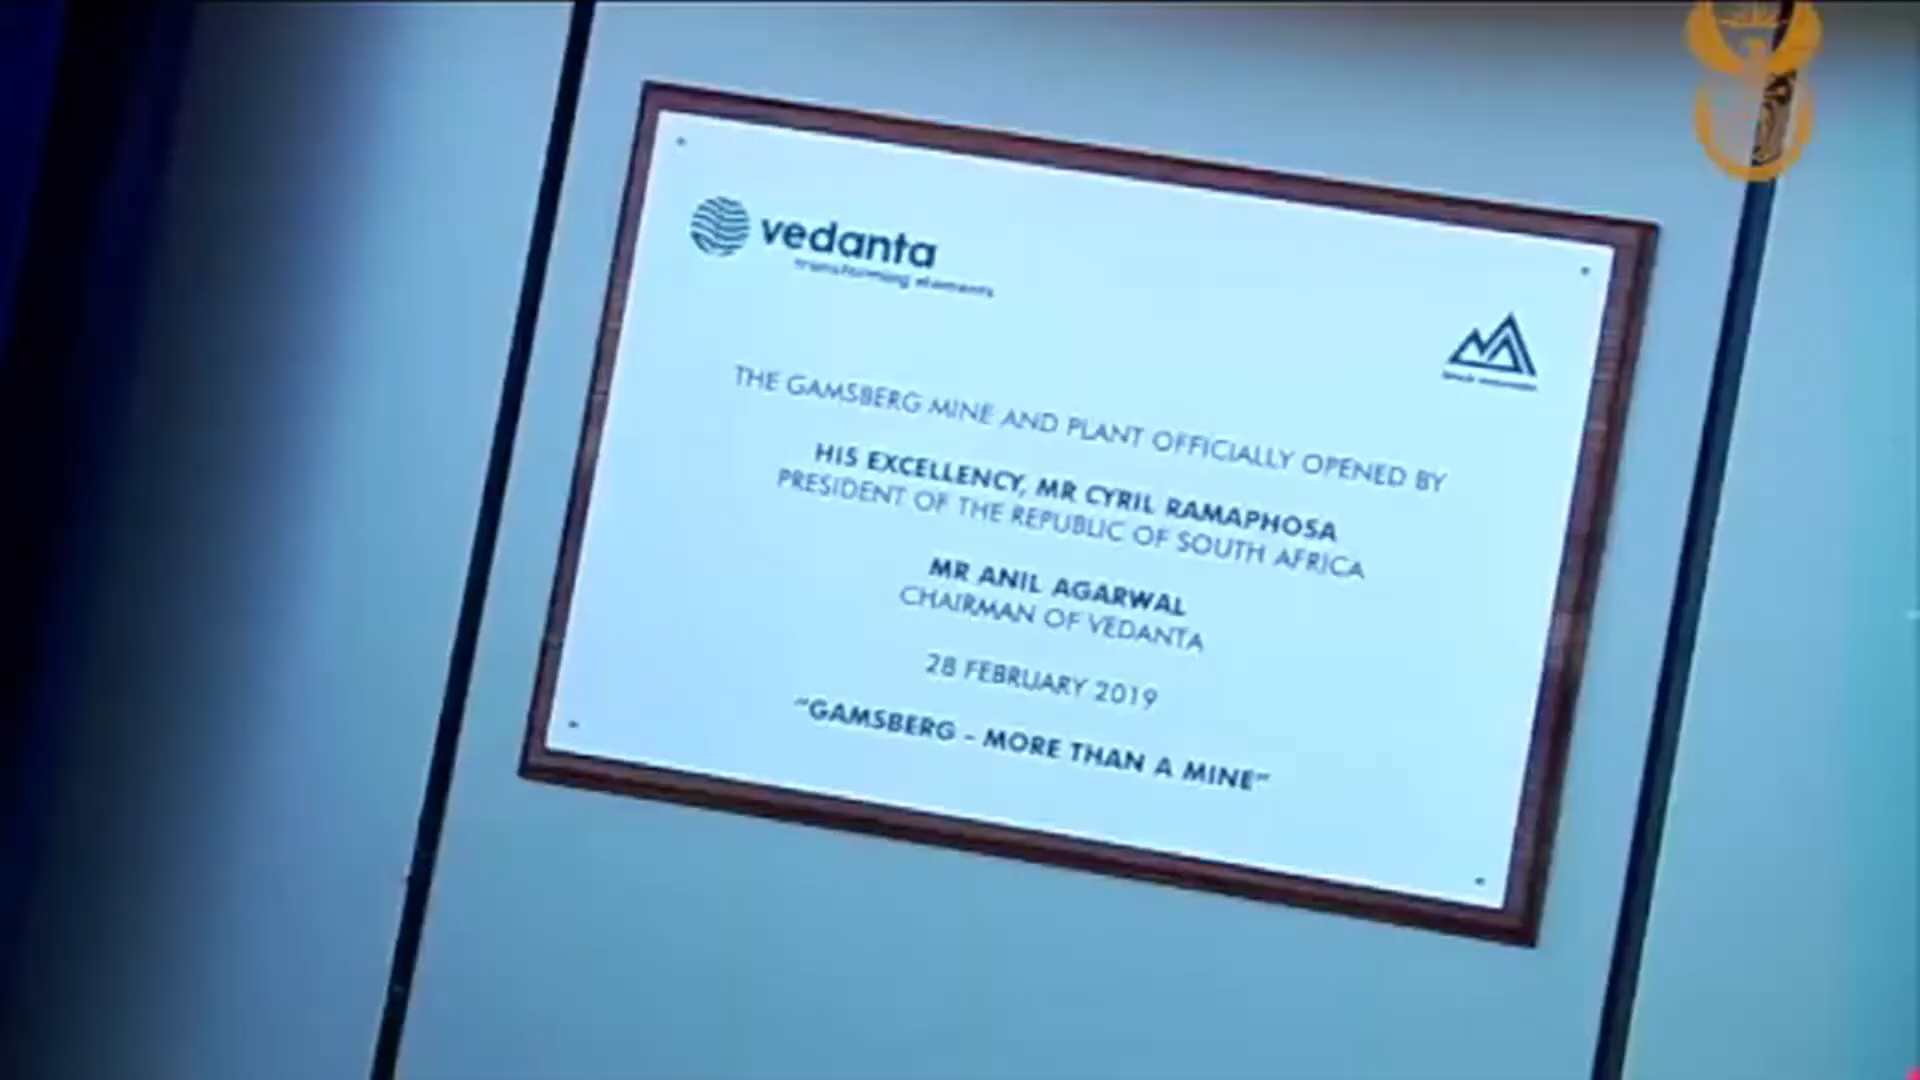 vedanta
transforming elements
THE GAMSBERG MINE AND PLANT OFFICIALLY OPENED BY
HIS EXCELLENCY, MR CYRIL RAMAPHOSA
PRESIDENT OF THE REPUBLIC OF SOUTH AFRICA
MR ANIL AGARWAL
CHAIRMAN OF VEDANTA
28 FEBRUARY 2019
“GAMSBERG - MORE THAN A MINE”